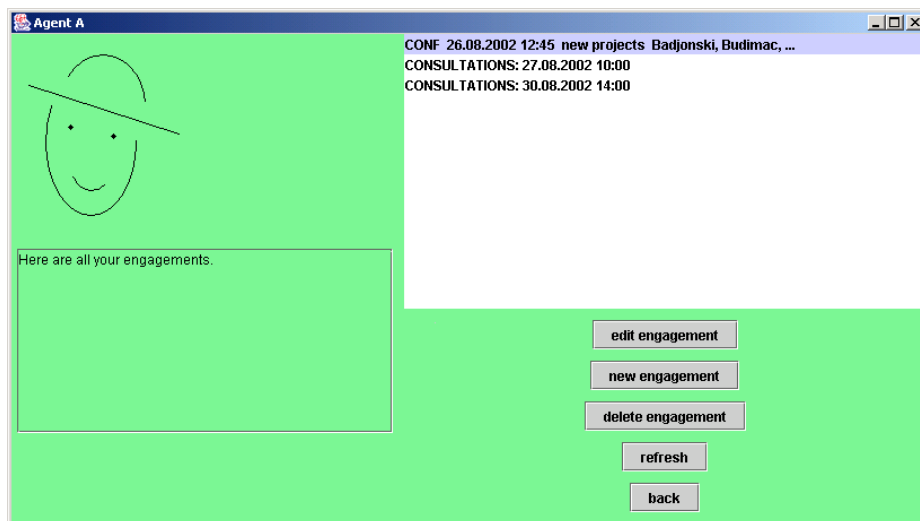 Agent A
CONF 26.08.2002 12:45 new projects Badjonski, Budimac, ...
CONSULTATIONS: 27.08.2002 10:00
CONSULTATIONS: 30.08.2002 14:00
Here are all your engagements.
edit engagement
new engagement
delete engagement
refresh
back